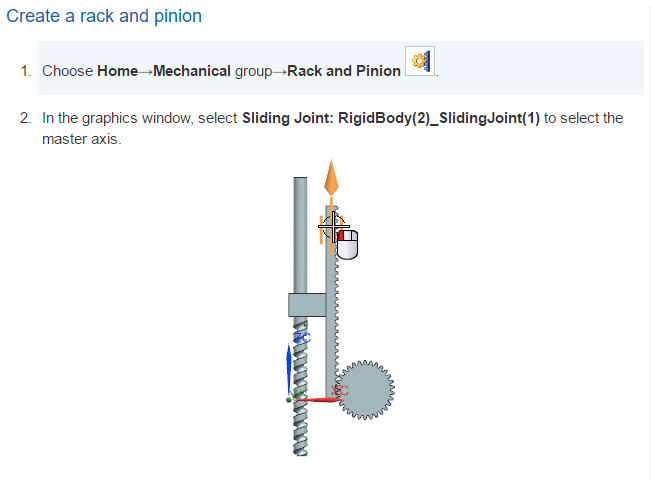 Create a rack and pinion
1. Choose Home→Mechanical group→Rack and Pinion .
2. In the graphics window, select Sliding Joint: RigidBody(2)_SlidingJoint(1) to select the
master axis.
ZC
XC